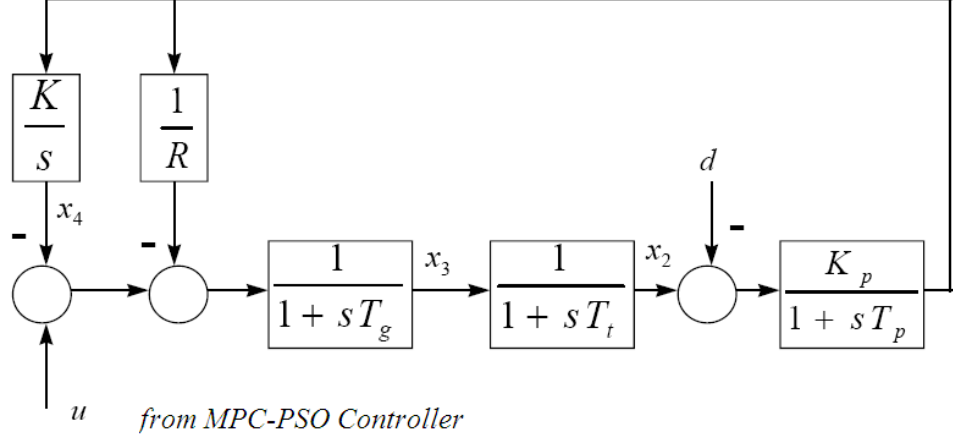 K
s
1
R
d
-
x4
-
-
1
1 + sTg
x3
1
1 + sTt
x2
-
Kp
1 + sTp
u
from MPC-PSO Controller